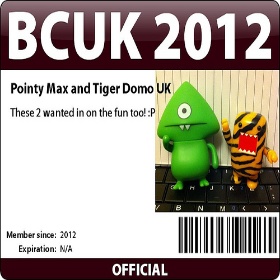 BCUK 2012
Pointy Max and Tiger Domo UK
These 2 wanted in on the fun too! :P
Member since: 2012
Expiration: N/A
OFFICIAL